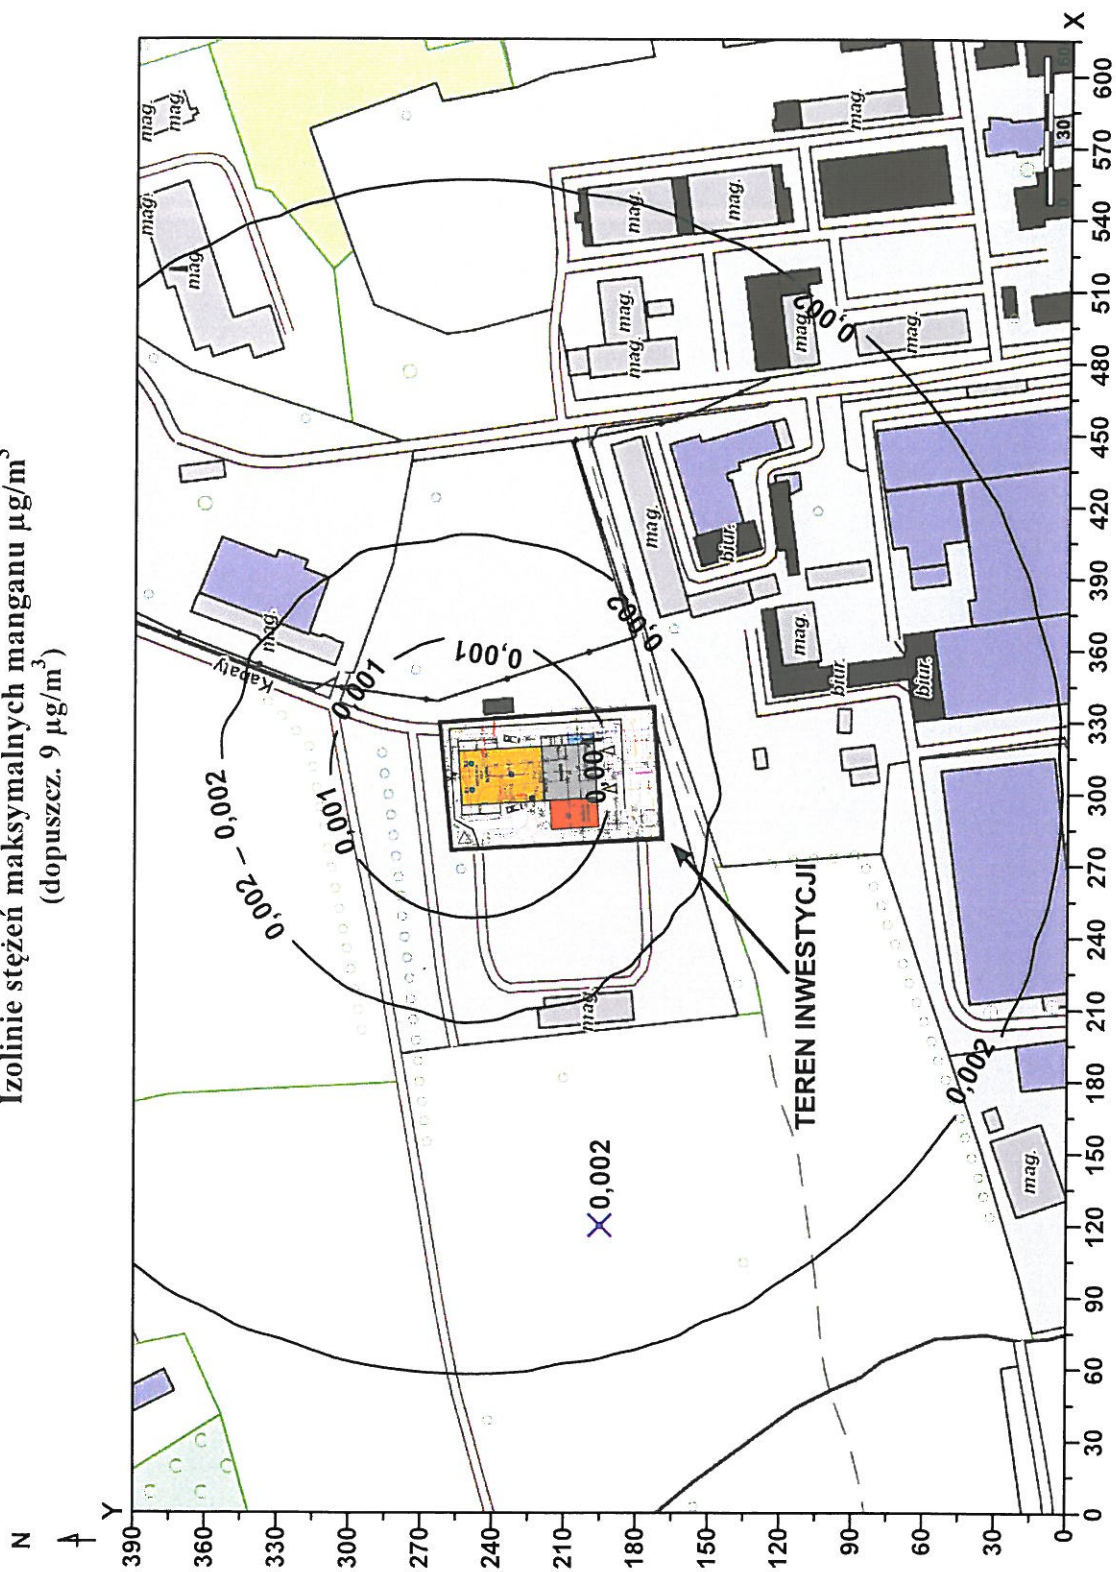 Izolinie stężeń maksymalnych manganu µg/m³
(dopuszcz. 9 µg/m³)
N
Y
X
390
360
330
300
270
240
210
180
150
120
90
60
30
0
0
30
60
90
120
150
180
210
240
270
300
330
360
390
420
450
480
510
540
570
600
mag.
mag.
mag.
mag.
mag.
Kabaty
0,001
0,001
0,001
0,001
0,002
0,002
0,002
0,002
0,002
0,002
mag.
mag.
mag.
mag.
mag.
mag.
mag.
mag.
mag.
mag.
mag.
mag.
biur.
biur.
biur.
TEREN INWESTYCJI
0
30
60